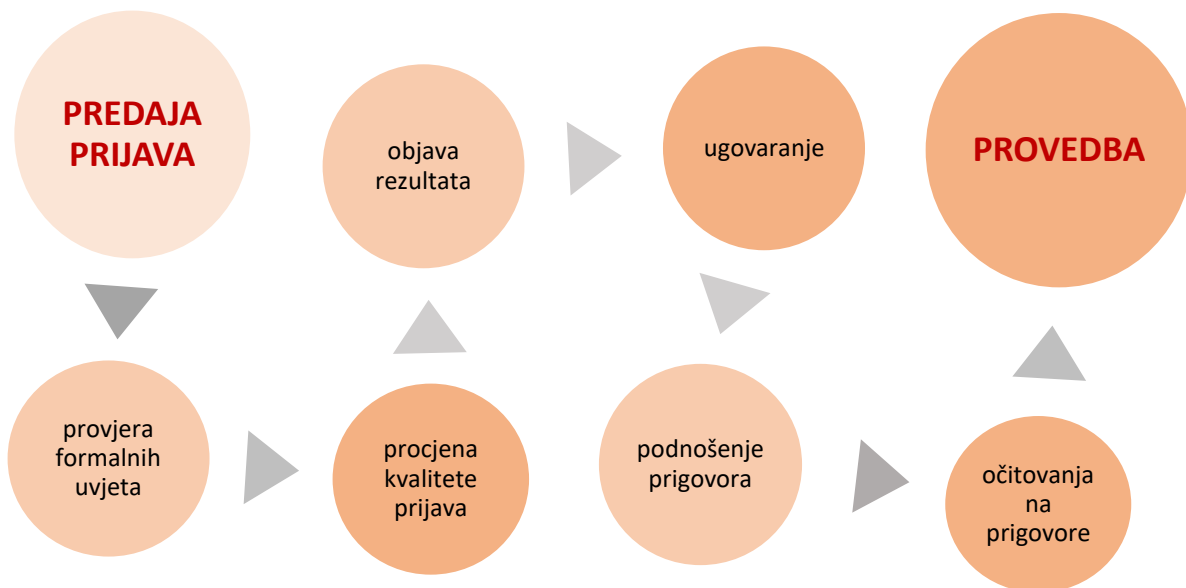 PREDAJA
PRIJAVA
provjera
formalnih
uvjeta
procjena
kvalitete
prijava
objava
rezultata
ugovaranje
podnošenje
prigovora
očitovanja
na
prigovore
PROVEDBA